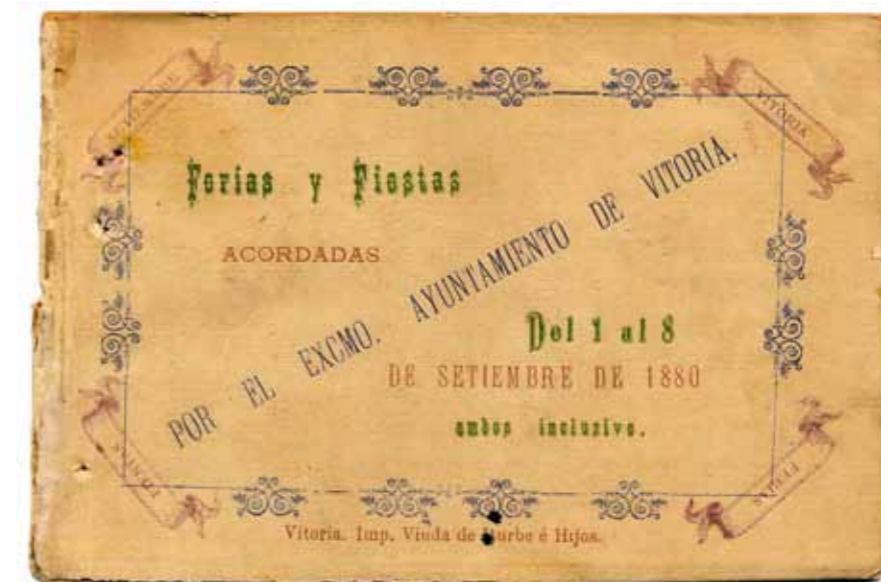 VITORIA
Ferias y Fiestas
ACORDADAS
POR EL EXCMO. AYUNTAMIENTO DE VITORIA,
Del 1 al 8
DE SETIEMBRE DE 1880
ambos inclusive.
FERIAS
Vitoria. Imp. Viuda de é Hijos.